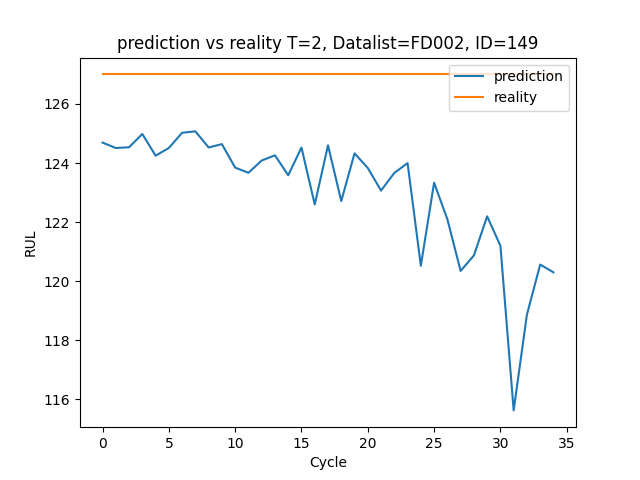 prediction vs reality T=2, Datalist=FD002, ID=149
prediction
reality
126
124
122
120
118
116
RUL
0 5 10 15 20 25 30 35
Cycle